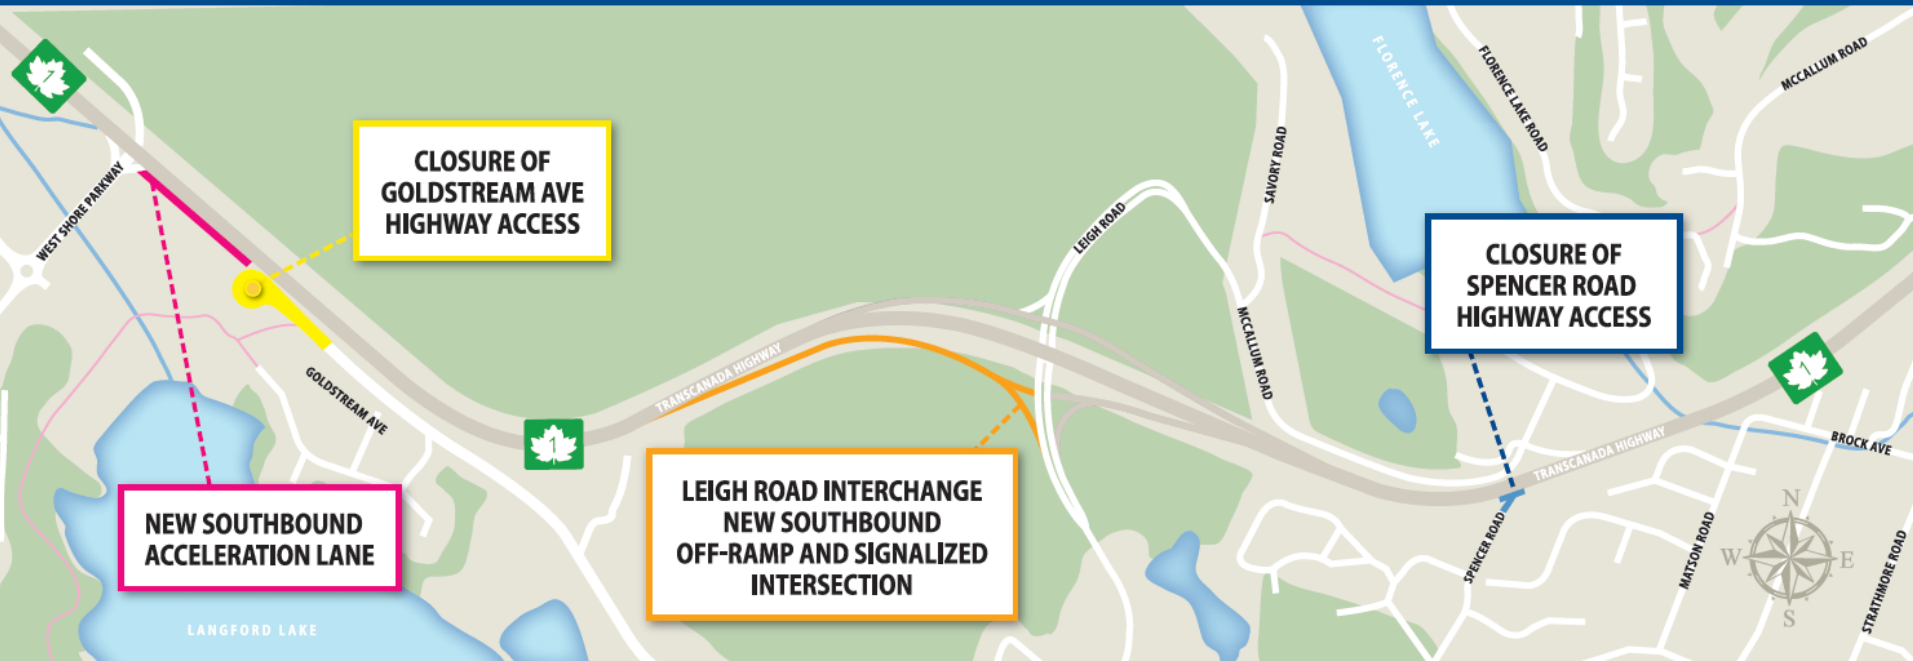 1
WEST SHORE PARKWAY
CLOSURE OF
GOLDSTREAM AVE
HIGHWAY ACCESS
GOLDSTREAM AVE
NEW SOUTHBOUND
ACCELERATION LANE
LANGFORD LAKE
1
TRANSCANADA HIGHWAY
LEIGH ROAD INTERCHANGE
NEW SOUTHBOUND
OFF-RAMP AND SIGNALIZED
INTERSECTION
LEIGH ROAD
SAVORY ROAD
MCCALLUM ROAD
FLORENCE LAKE
FLORENCE LAKE ROAD
MCCALLUM ROAD
CLOSURE OF
SPENCER ROAD
HIGHWAY ACCESS
1
TRANSCANADA HIGHWAY
BROCK AVE
SPENCER ROAD
MATSON ROAD
STRATHMORE ROAD
N
W
E
S